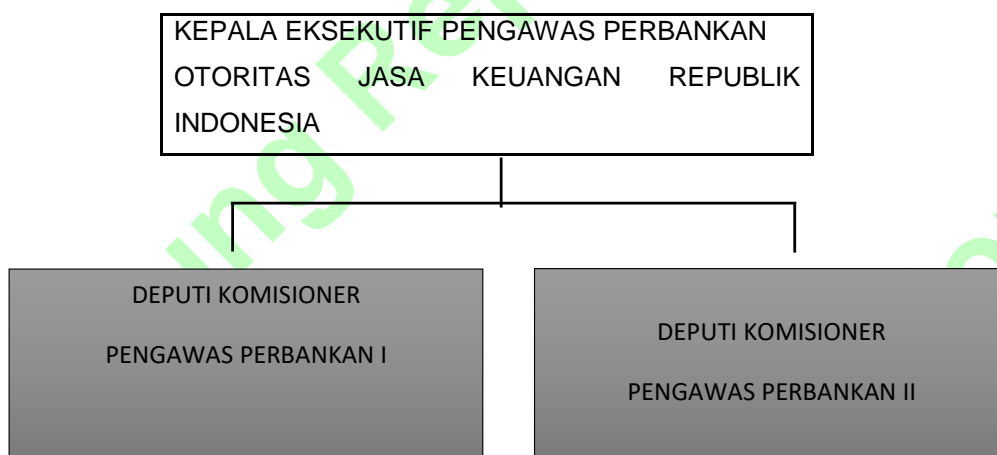 KEPALA EKSEKUTIF PENGAWAS PERBANKAN
OTORITAS JASA KEUANGAN REPUBLIK
INDONESIA
DEPUTI KOMISIONER
PENGAWAS PERBANKAN I
DEPUTI KOMISIONER
PENGAWAS PERBANKAN II